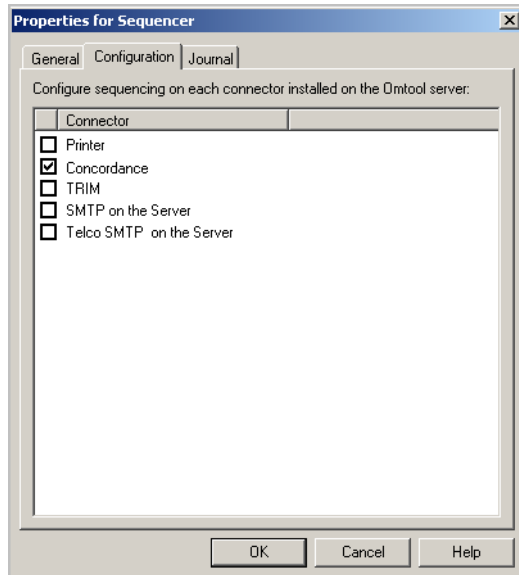 Properties for Sequencer
General Configuration Journal
Configure sequencing on each connector installed on the Omtool server:
Connector
Printer
Concordance
TRIM
SMTP on the Server
Telco SMTP on the Server
OK Cancel Help